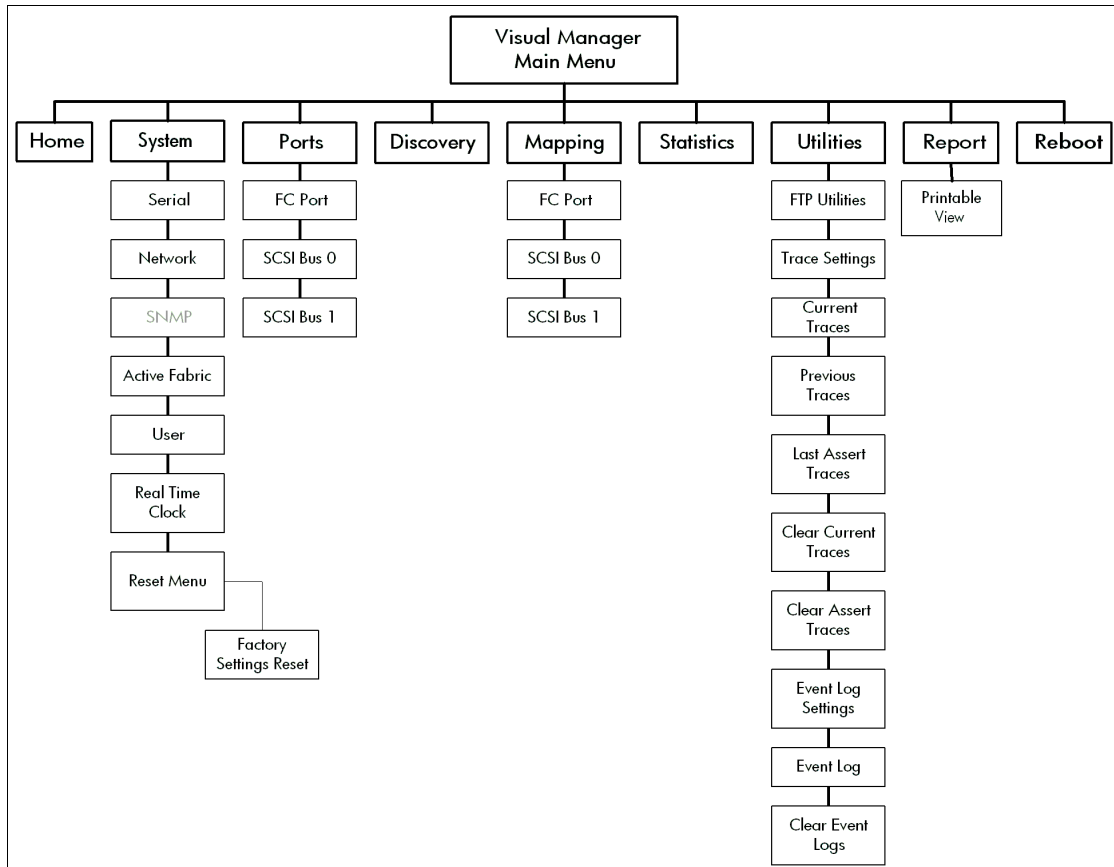 Visual Manager
Main Menu
Home
System
Ports
Discovery
Mapping
Statistics
Utilities
Report
Reboot
Serial
Network
SNMP
Active Fabric
User
Real Time
Clock
Reset Menu
Factory
Settings Reset
FC Port
SCSI Bus 0
SCSI Bus 1
FC Port
SCSI Bus 0
SCSI Bus 1
FTP Utilities
Trace Settings
Current
Traces
Previous
Traces
Last Assert
Traces
Clear Current
Traces
Clear Assert
Traces
Event Log
Settings
Event Log
Clear Event
Logs
Printable
View